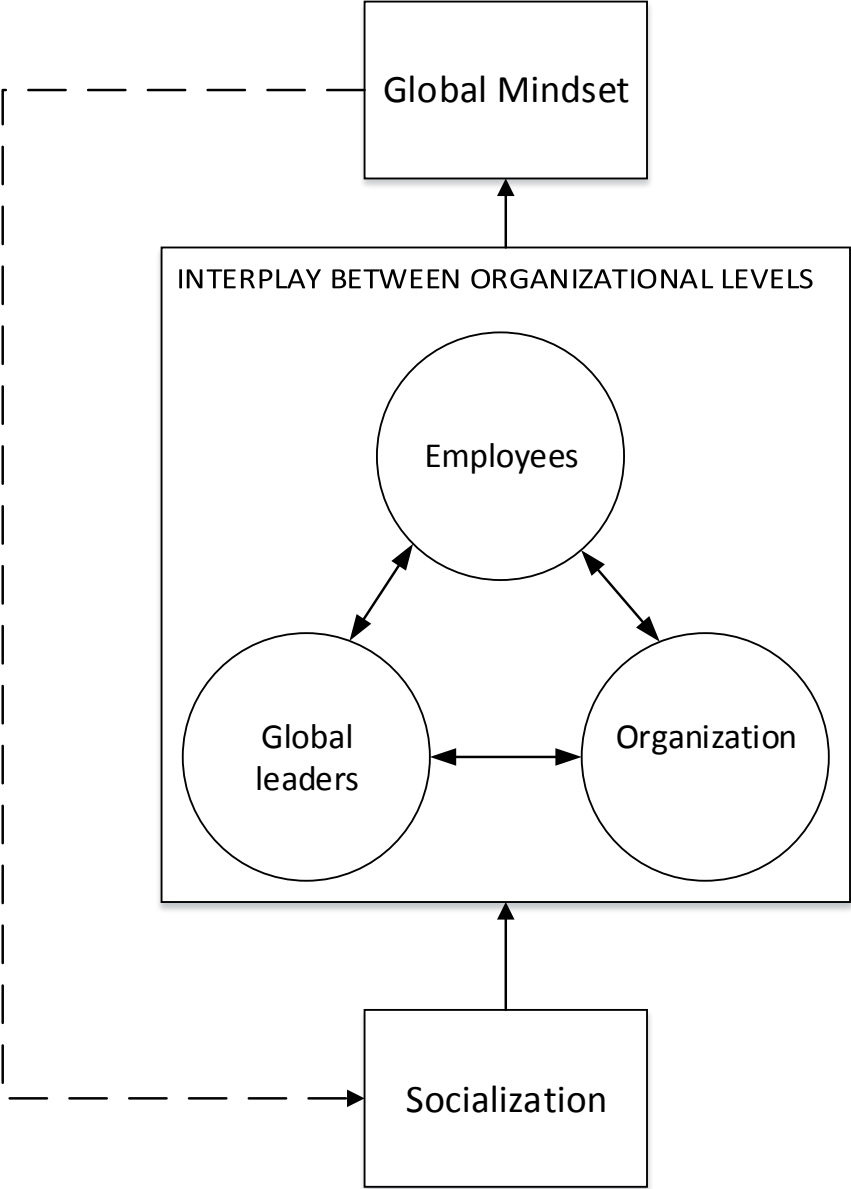 Global Mindset
INTERPLAY BETWEEN ORGANIZATIONAL LEVELS
Employees
Global
leaders
Organization
Socialization